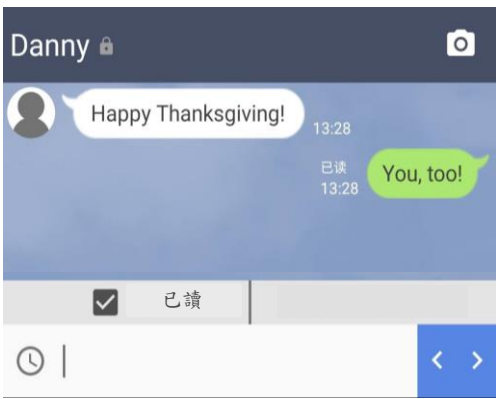 Danny
Happy Thanksgiving!
13:28
已读
13:28
You, too!
已讀